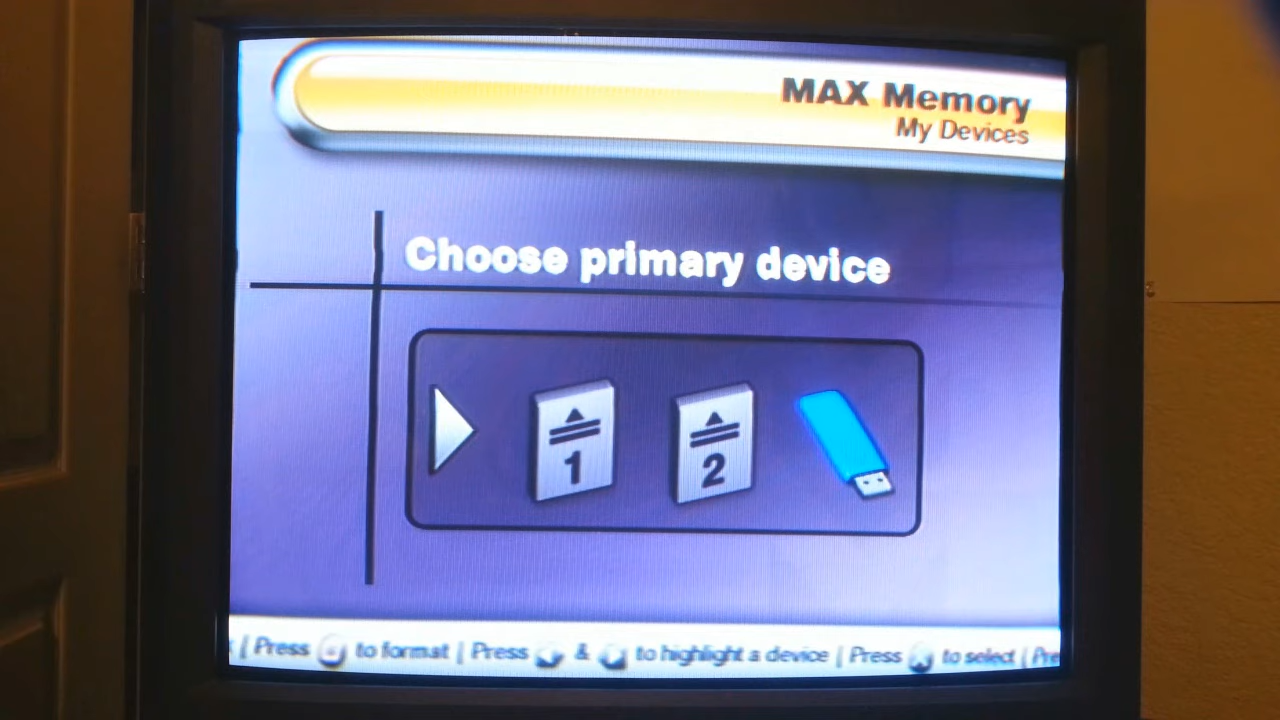 MAX Memory
My Devices
Choose primary device
1 2
| Press to format | Press & to highlight a device | Press to select |